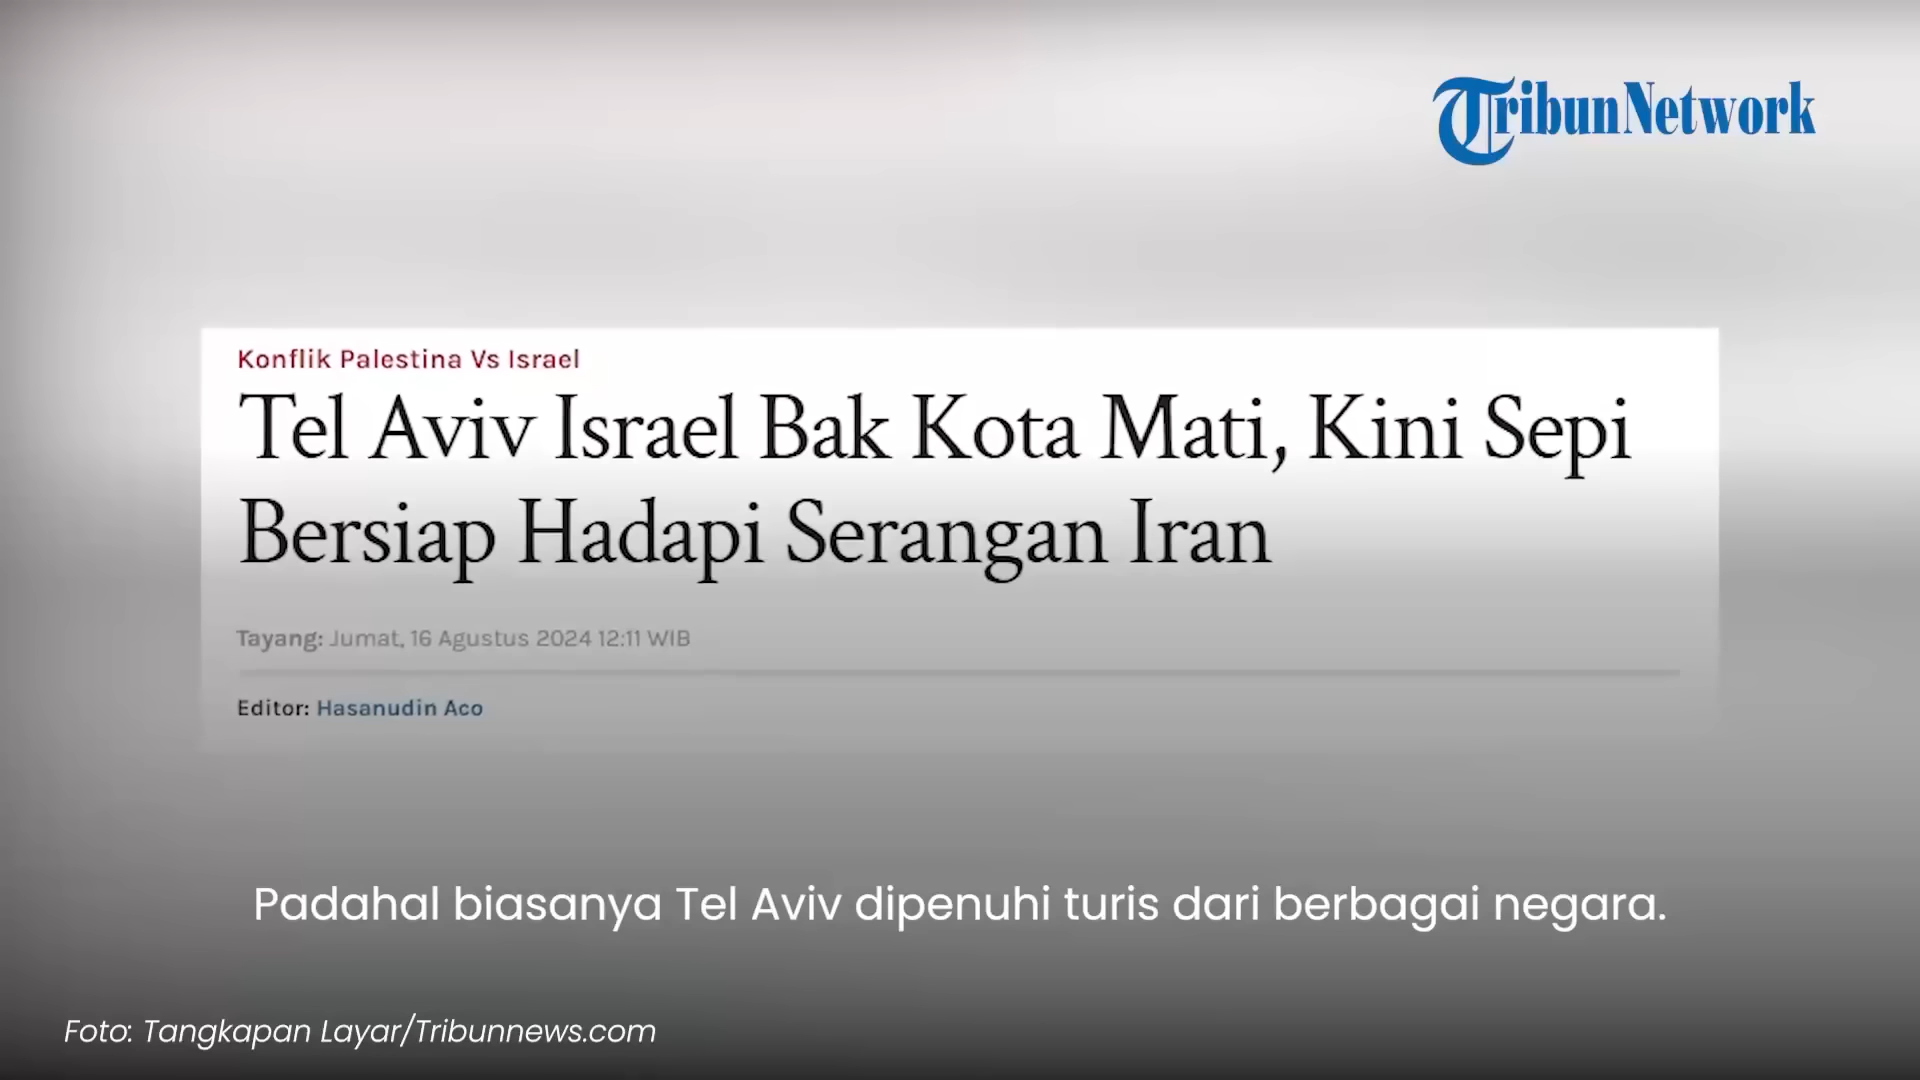 TribunNetwork
Konflik Palestina Vs Israel
Tel Aviv Israel Bak Kota Mati, Kini Sepi
Bersiap Hadapi Serangan Iran
Tayang: Jumat, 16 Agustus 2024 12:11 WIB
Editor: Hasanudin Aco
Padahal biasanya Tel Aviv dipenuhi turis dari berbagai negara.
Foto: Tangkapan Layar/Tribunnews.com